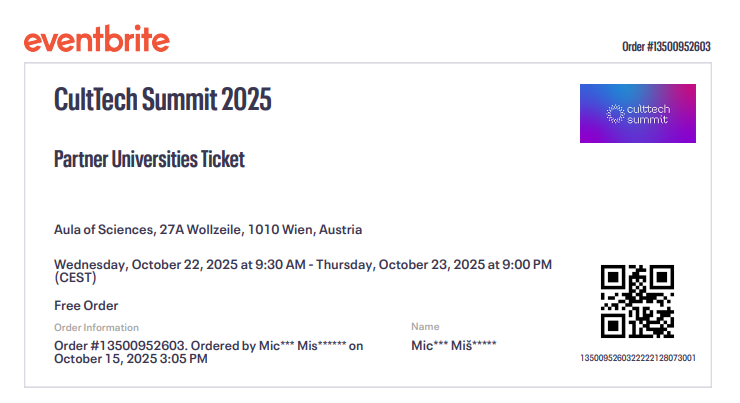 eventbrite
Order #13500952603
CultTech Summit 2025
culttech
summit
Partner Universities Ticket
Aula of Sciences, 27A Wollzeile, 1010 Wien, Austria
Wednesday, October 22, 2025 at 9:30 AM - Thursday, October 23, 2025 at 9:00 PM
(CEST)
Free Order
Order Information
Name
Order #13500952603. Ordered by Mic*** Mis****** on
October 15, 2025 3:05 PM
Mic*** Miš*****
1350095260322222128073001